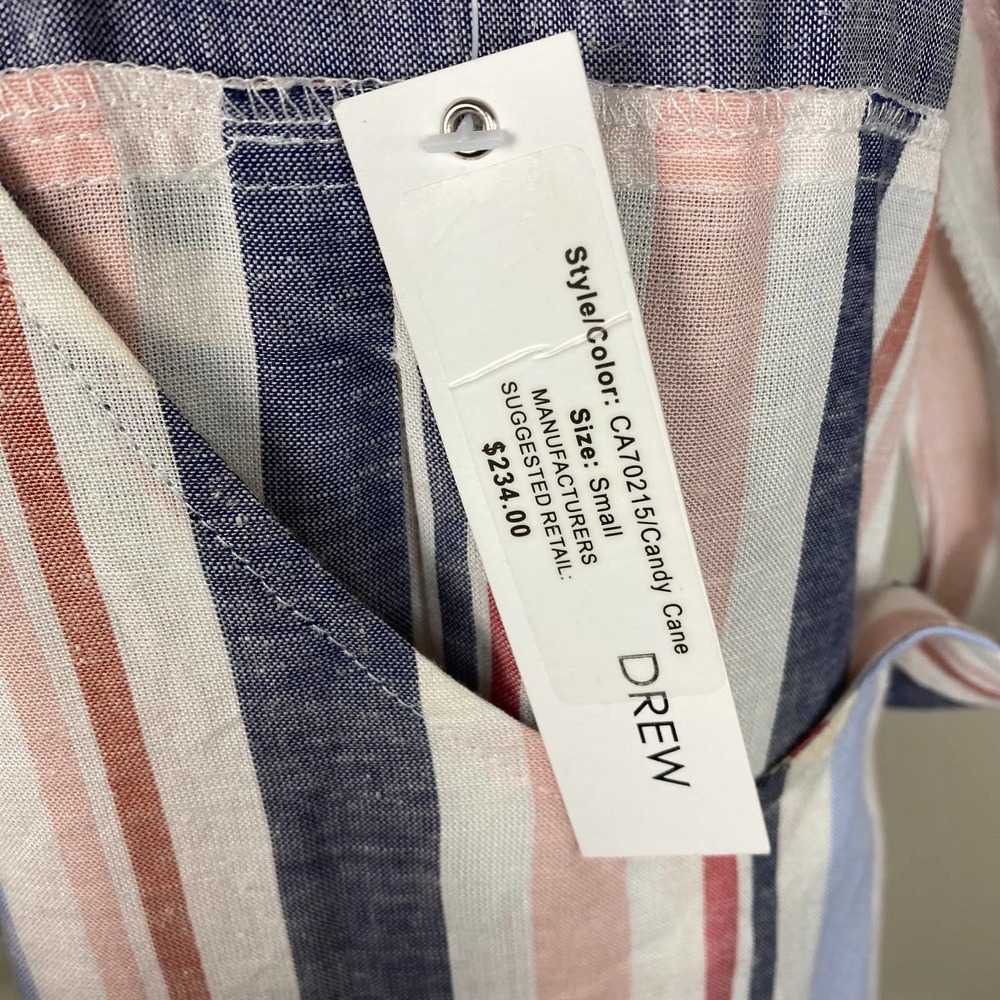 Style/Color: CA70215/Candy Cane
Size: Small
MANUFACTURERS
SUGGESTED RETAIL:
$234.00
DREW